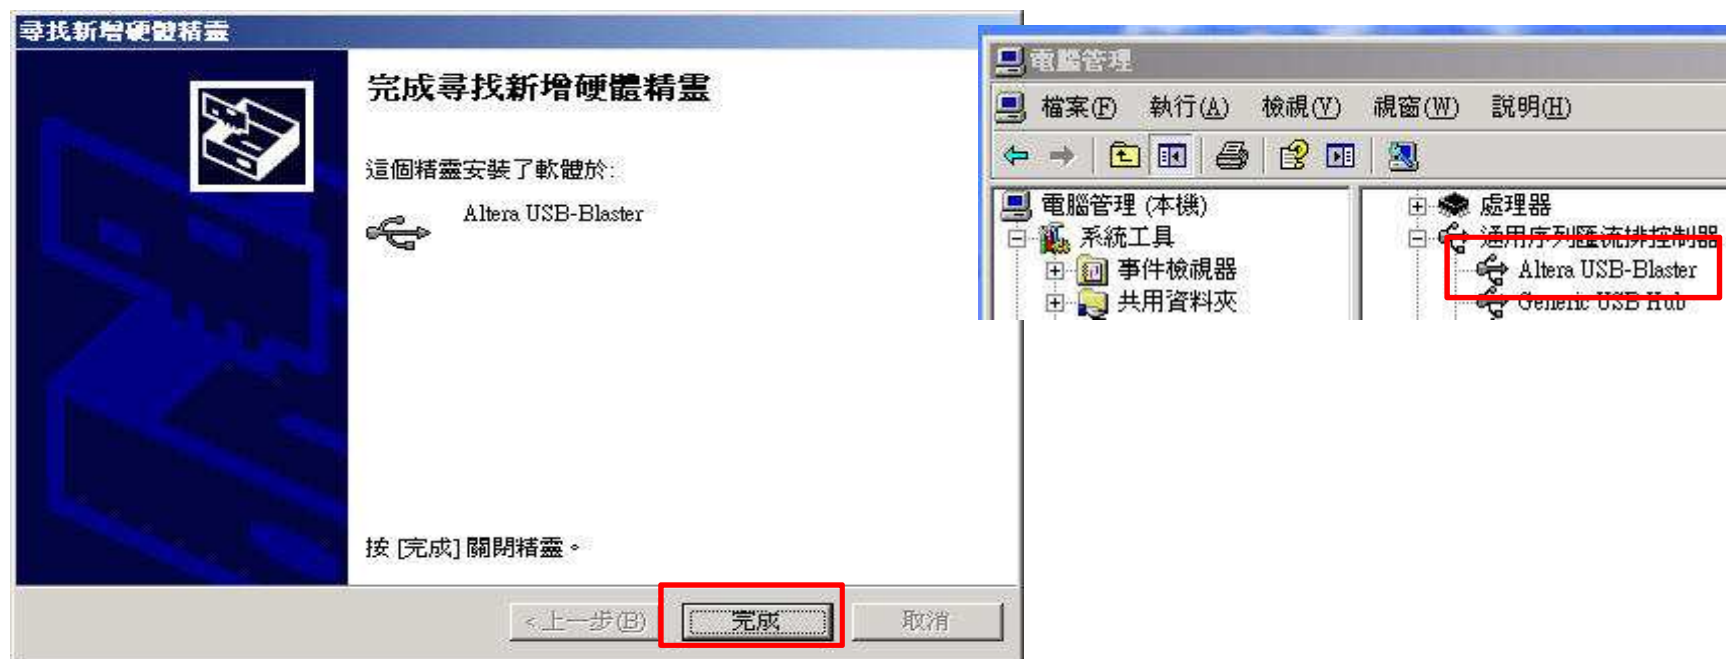 尋找新增硬體精靈
完成尋找新增硬體精靈
這個精靈安裝了軟體於:
Altera USB-Blaster
按 [完成] 關閉精靈。
<上一步(B)
完成
取消
電腦管理
檔案(F) 執行(A) 檢視(V) 視窗(W) 說明(H)
電腦管理 (本機)
系統工具
事件檢視器
共用資料夾
處理器
通用序列匯流排控制器
Altera USB-Blaster
Generic USB Hub